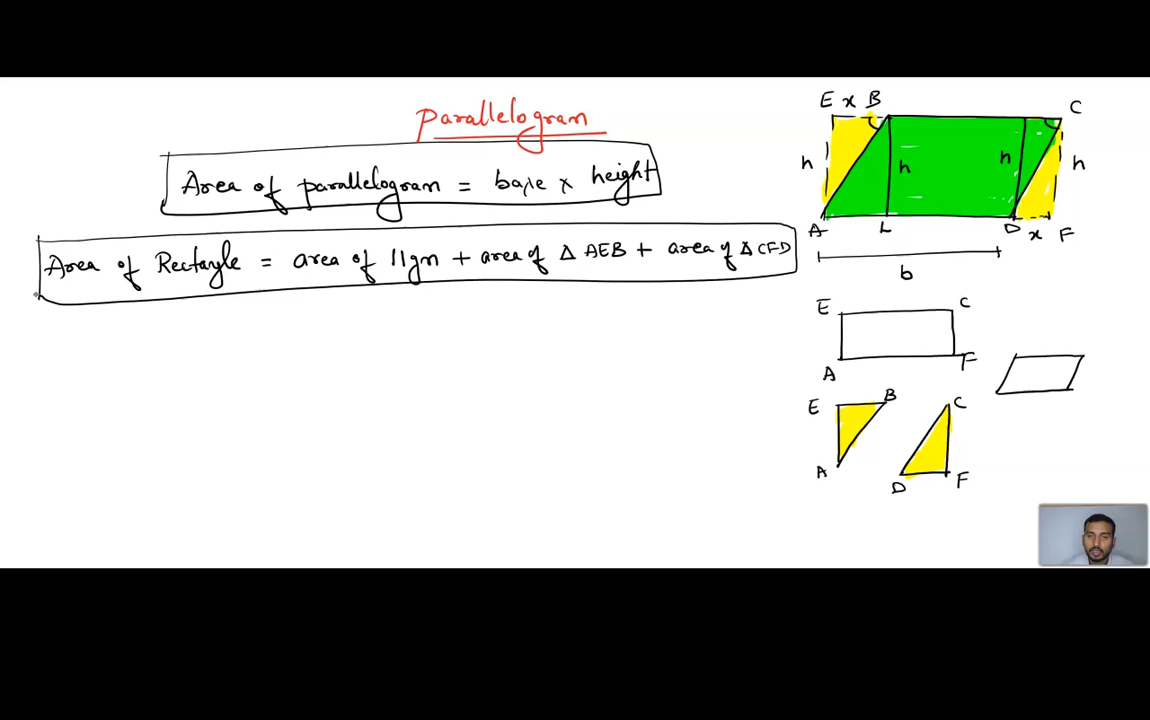 Parallelogram
Area of parallelogram = base x height
Area of Rectangle = area of ||gm + area of Δ AEB + area of Δ CFD
E x B C
h h h h
A L D x F
b
E C
A F
E B C
A D F